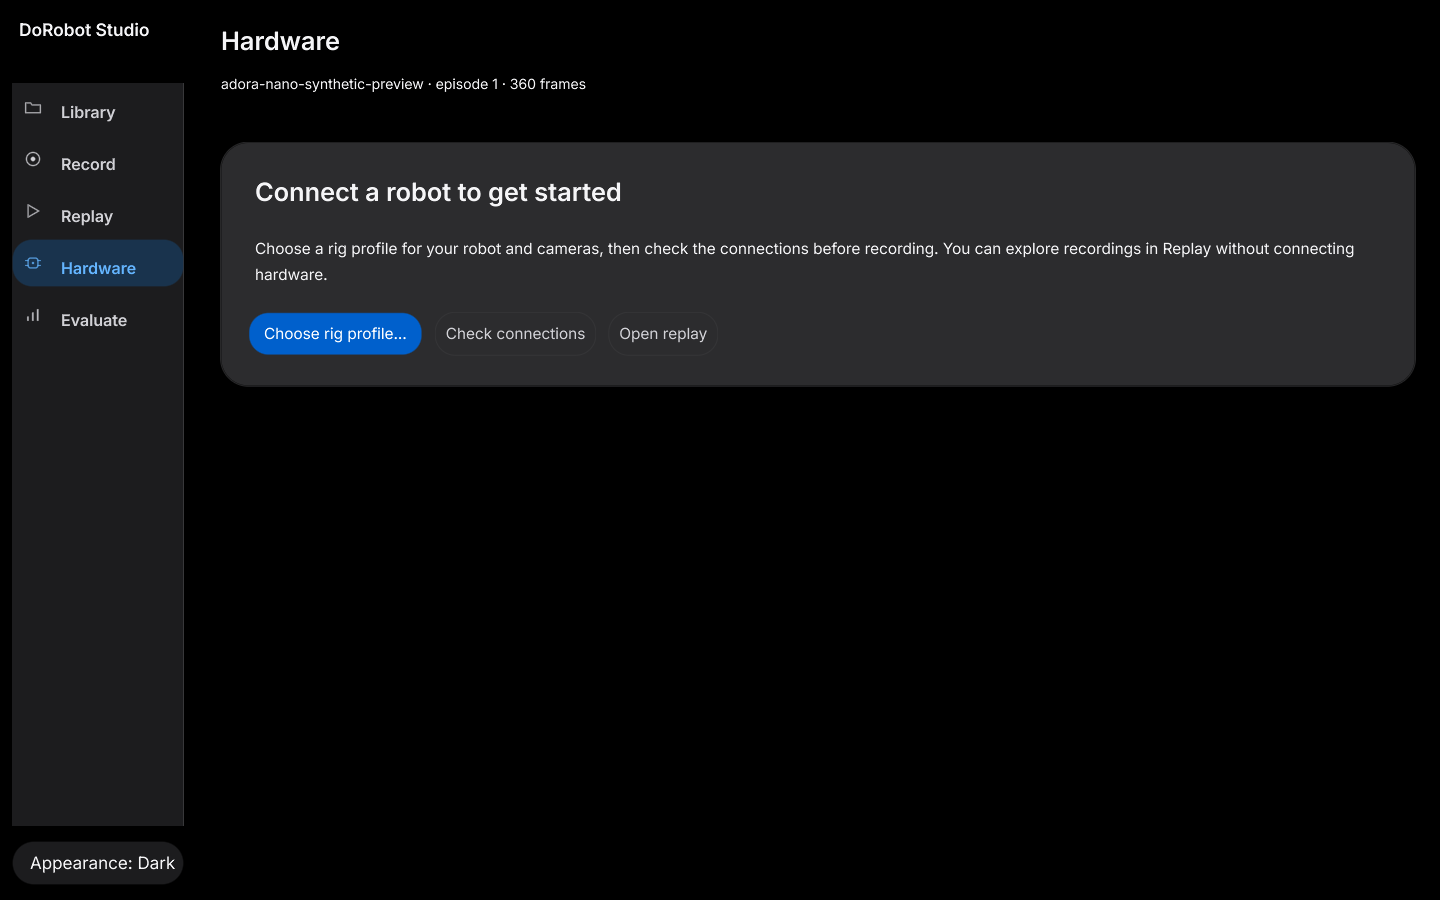 DoRobot Studio
Library
Record
Replay
Hardware
Evaluate
Appearance: Dark
Hardware
adora-nano-synthetic-preview · episode 1 · 360 frames
Connect a robot to get started
Choose a rig profile for your robot and cameras, then check the connections before recording. You can explore recordings in Replay without connecting
hardware.
Choose rig profile...
Check connections
Open replay